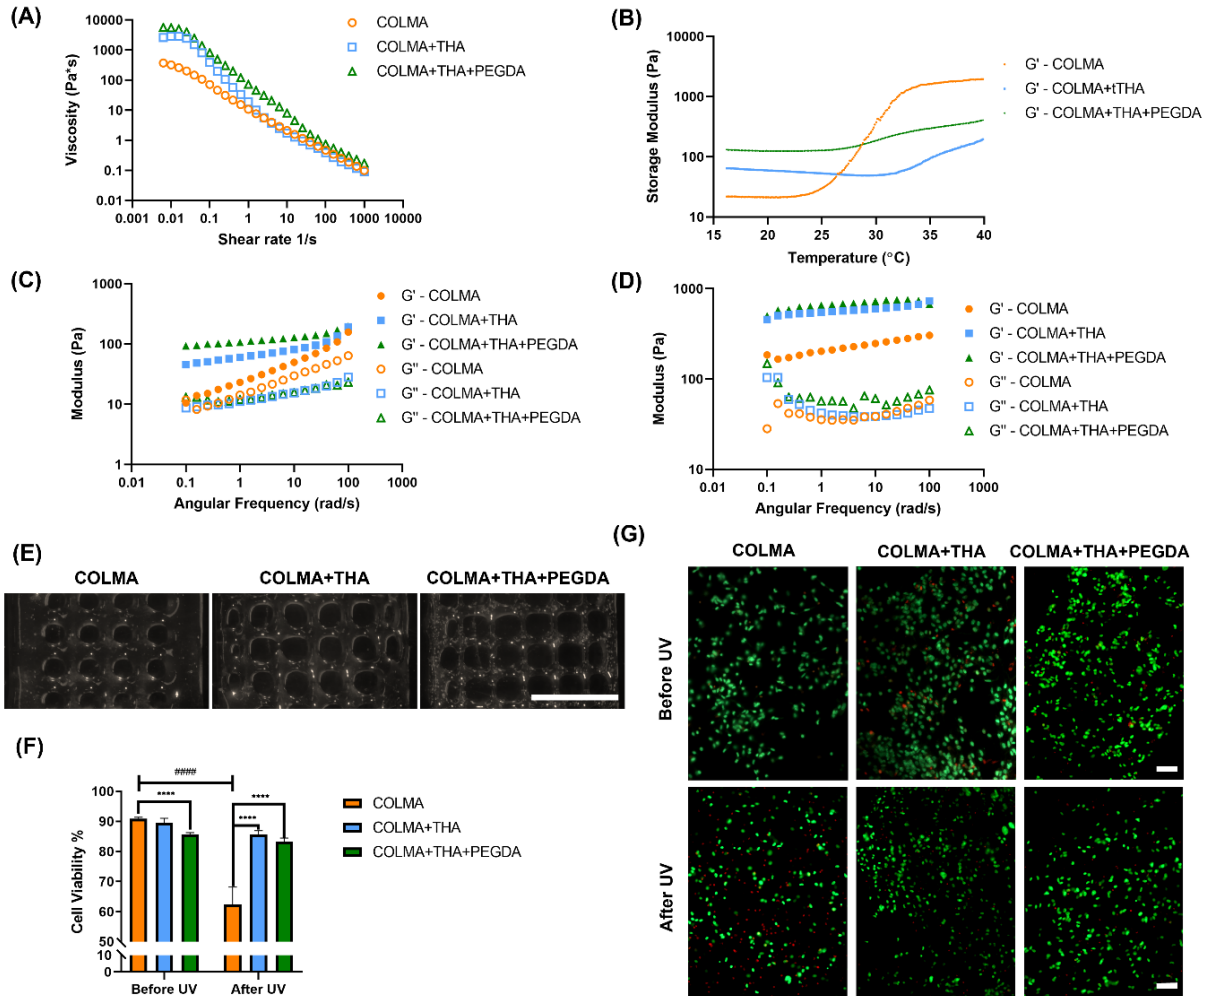 (A)
Viscosity (Pa*s)
10000
1000
100
10
1
0.1
0.01
0.001 0.01 0.1 1 10 100 1000 10000
Shear rate 1/s
COLMA
COLMA+THA
COLMA+THA+PEGDA
(B)
Storage Modulus (Pa)
10000
1000
100
10
15 20 25 30 35 40
Temperature (°C)
G' - COLMA
G' - COLMA+tTHA
G' - COLMA+THA+PEGDA
(C)
Modulus (Pa)
1000
100
10
1
0.01 0.1 1 10 100 1000
Angular Frequency (rad/s)
G' - COLMA
G' - COLMA+THA
G' - COLMA+THA+PEGDA
G'' - COLMA
G'' - COLMA+THA
G'' - COLMA+THA+PEGDA
(D)
Modulus (Pa)
1000
100
10
0.01 0.1 1 10 100 1000
Angular Frequency (rad/s)
G' - COLMA
G' - COLMA+THA
G' - COLMA+THA+PEGDA
G'' - COLMA
G'' - COLMA+THA
G'' - COLMA+THA+PEGDA
(E)
COLMA COLMA+THA COLMA+THA+PEGDA
(F)
Cell Viability %
100
90
80
70
60
50
10
0
####
****
****
****
Before UV After UV
COLMA
COLMA+THA
COLMA+THA+PEGDA
(G)
COLMA COLMA+THA COLMA+THA+PEGDA
Before UV
After UV